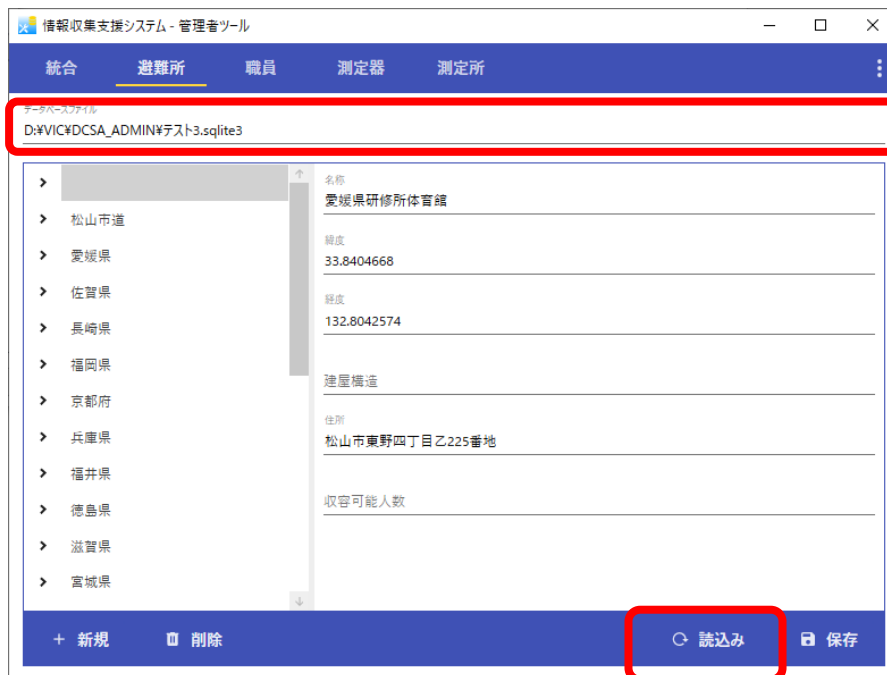 情報収集支援システム - 管理者ツール
統合 避難所 職員 測定器 測定所
データベースファイル
D:¥VIC¥DCSA_ADMIN¥テスト3.sqlite3
松山市道
愛媛県
佐賀県
長崎県
福岡県
京都府
兵庫県
福井県
徳島県
滋賀県
宮城県
名称
愛媛県研修所体育館
緯度
33.8404668
経度
132.8042574
建屋構造
住所
松山市東野四丁目乙225番地
収容可能人数
+ 新規 削除 読込み 保存